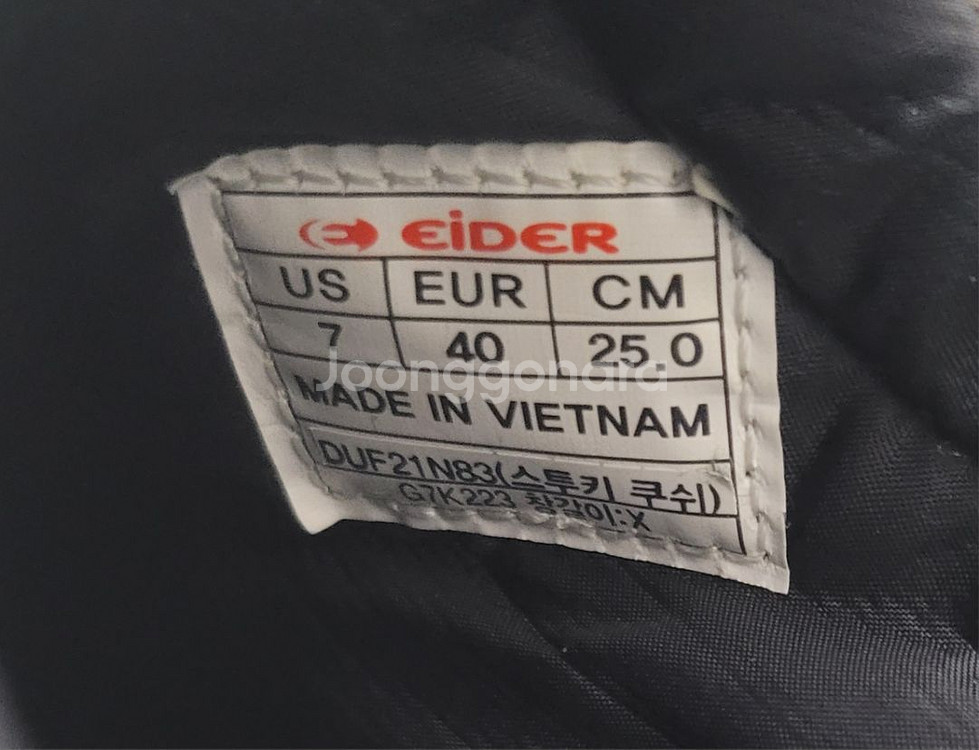 EiDER
US EUR CM
7 40 25.0
Joonggonara
MADE IN VIETNAM
DUF21N83(스토키 쿠쉬)
G7K223 창갈이:X